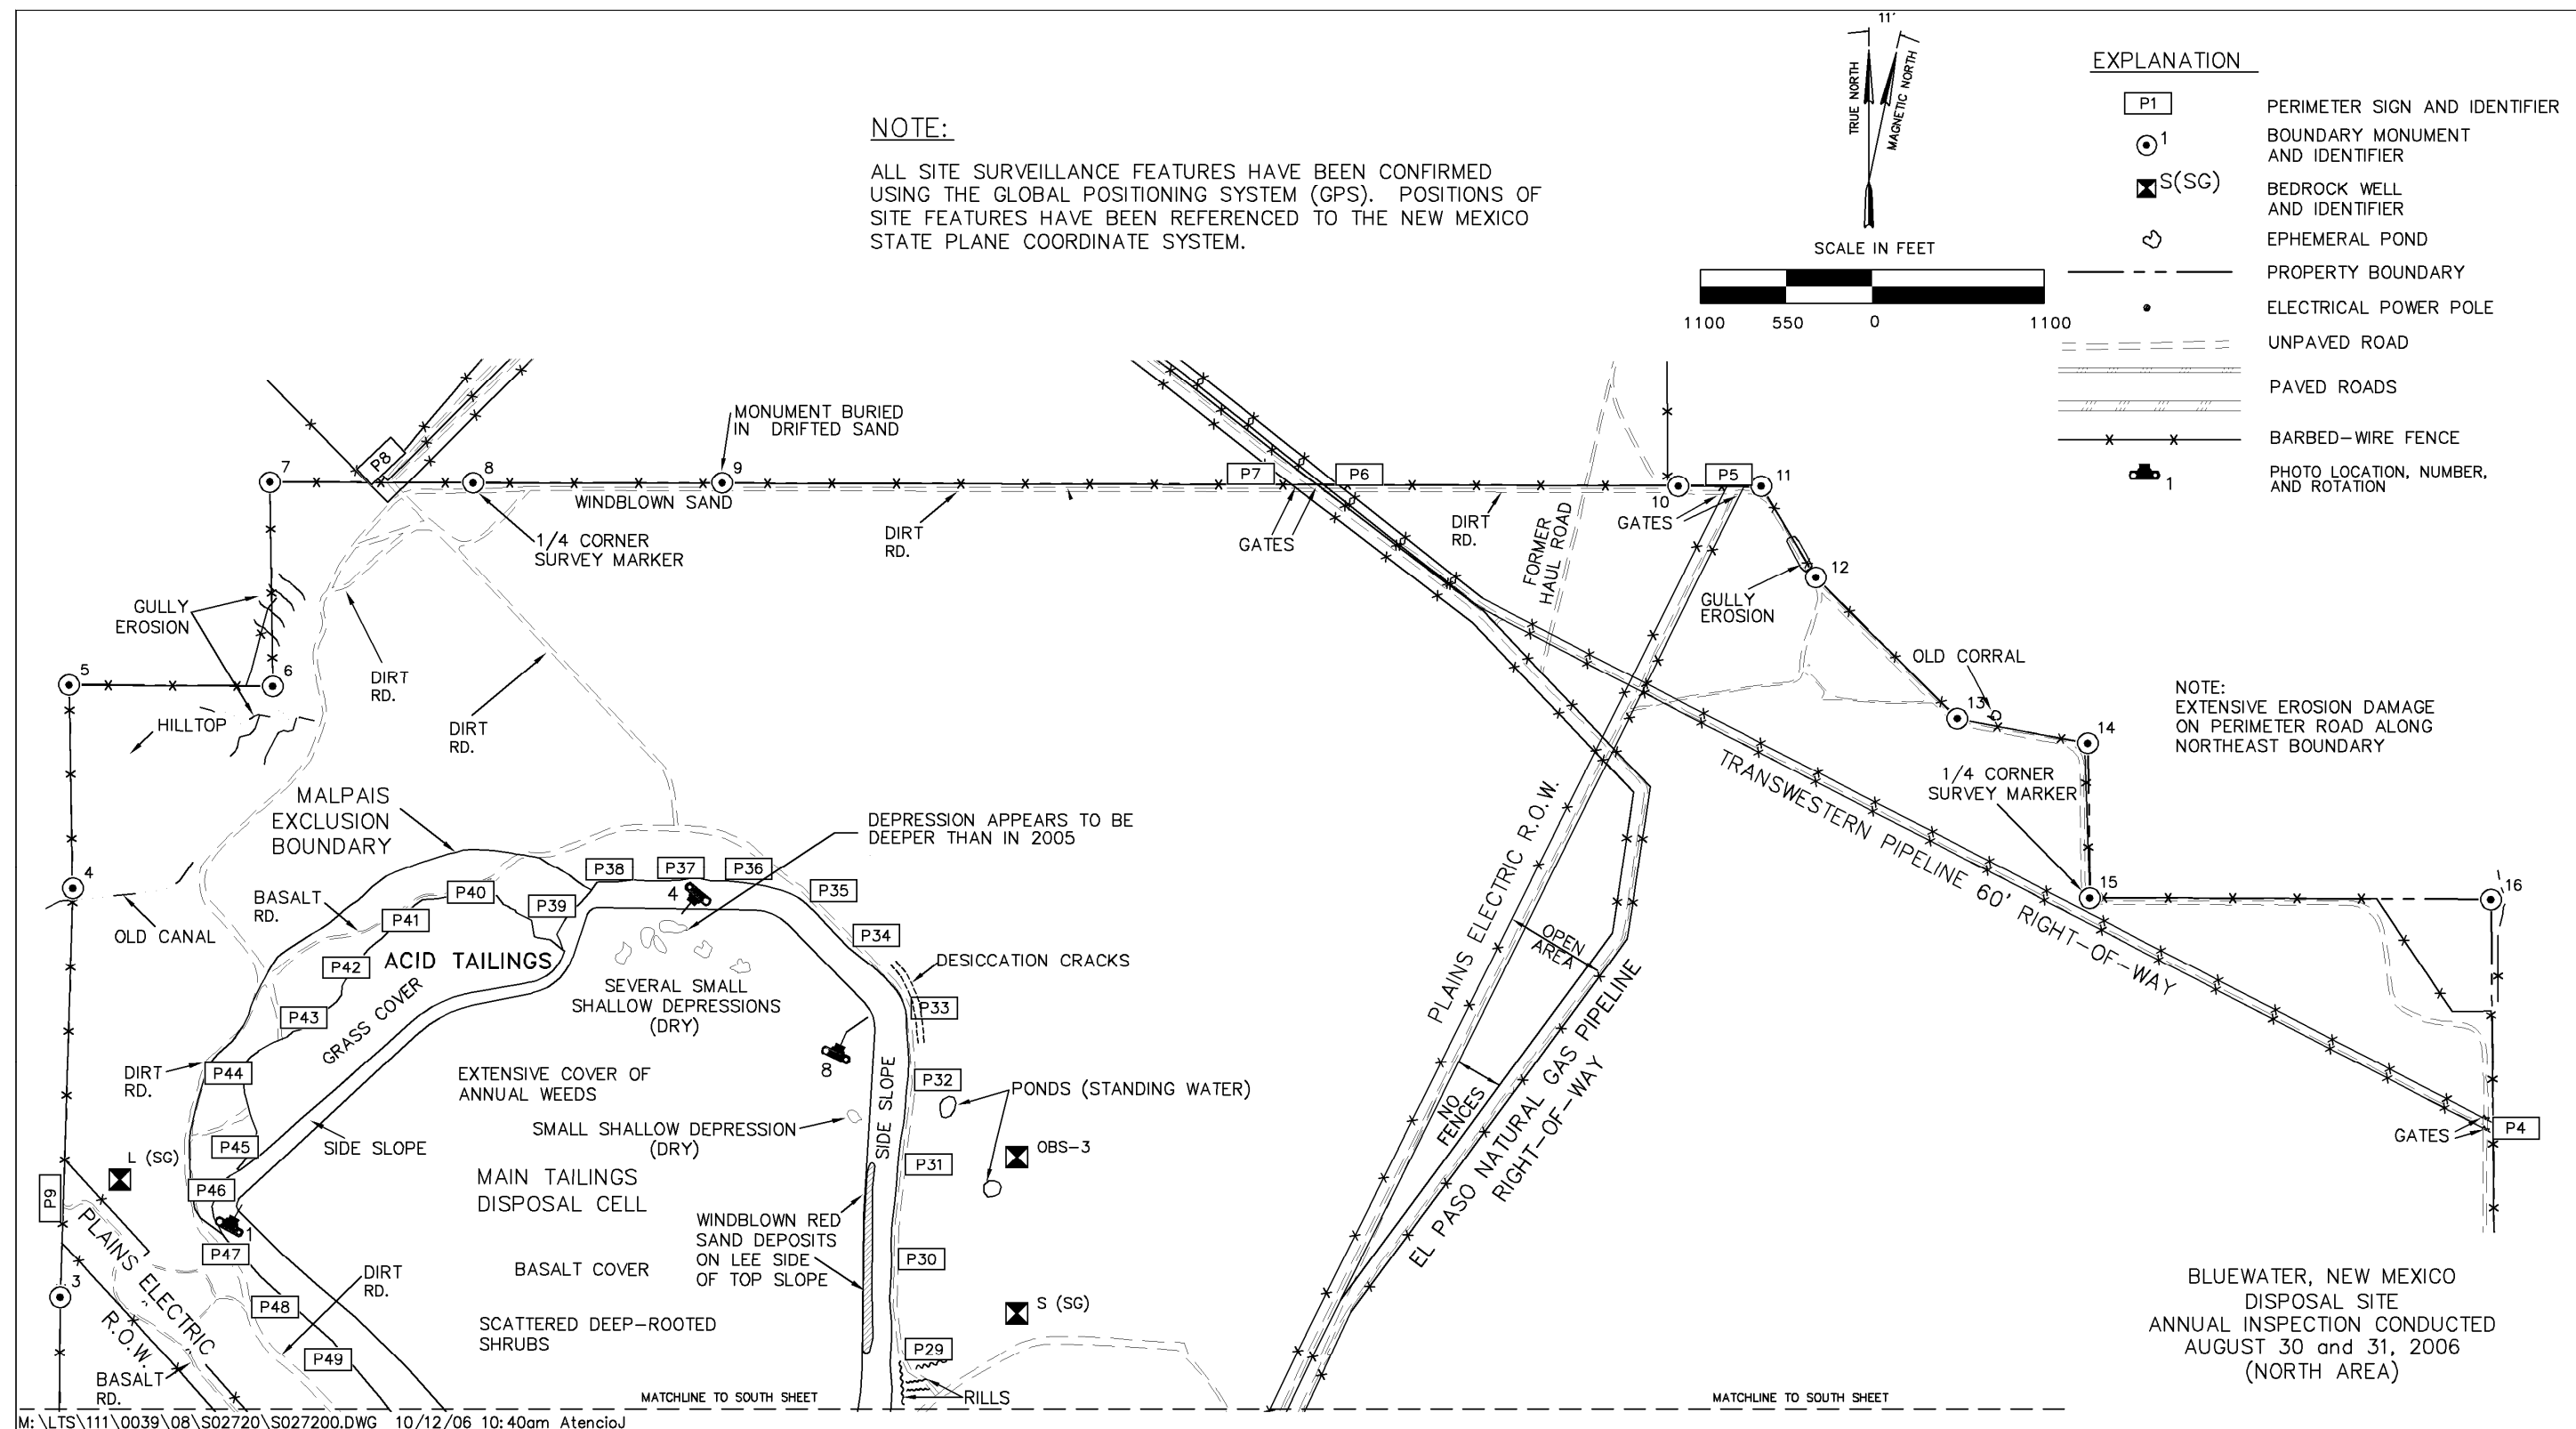 11'
TRUE NORTH
MAGNETIC NORTH
SCALE IN FEET
1100 550 0 1100
EXPLANATION
P1 PERIMETER SIGN AND IDENTIFIER
1 BOUNDARY MONUMENT
AND IDENTIFIER
S(SG) BEDROCK WELL
AND IDENTIFIER
EPHEMERAL POND
PROPERTY BOUNDARY
ELECTRICAL POWER POLE
UNPAVED ROAD
PAVED ROADS
BARBED-WIRE FENCE
1 PHOTO LOCATION, NUMBER,
AND ROTATION
NOTE:
ALL SITE SURVEILLANCE FEATURES HAVE BEEN CONFIRMED
USING THE GLOBAL POSITIONING SYSTEM (GPS). POSITIONS OF
SITE FEATURES HAVE BEEN REFERENCED TO THE NEW MEXICO
STATE PLANE COORDINATE SYSTEM.
MONUMENT BURIED
IN DRIFTED SAND
P8
7
8
9
P7
P6
10
P5
11
WINDBLOWN SAND
1/4 CORNER
SURVEY MARKER
DIRT
RD.
GATES
DIRT
RD.
FORMER
HAUL ROAD
GATES
12
GULLY
EROSION
GULLY
EROSION
5
6
HILLTOP
DIRT
RD.
DIRT
RD.
OLD CORRAL
13
14
NOTE:
EXTENSIVE EROSION DAMAGE
ON PERIMETER ROAD ALONG
NORTHEAST BOUNDARY
1/4 CORNER
SURVEY MARKER
15
16
TRANSWESTERN PIPELINE 60' RIGHT-OF-WAY
MALPAIS
EXCLUSION
BOUNDARY
DEPRESSION APPEARS TO BE
DEEPER THAN IN 2005
4
OLD CANAL
BASALT
RD.
P38
P37
P36
P35
P34
4
P40
P39
P41
P42
P43
ACID TAILINGS
GRASS COVER
SEVERAL SMALL
SHALLOW DEPRESSIONS
(DRY)
DESICCATION CRACKS
P33
PLAINS ELECTRIC R.O.W.
OPEN
AREA
NO
FENCES
EL PASO NATURAL GAS PIPELINE
RIGHT-OF-WAY
DIRT
RD.
P44
P45
P46
SIDE SLOPE
EXTENSIVE COVER OF
ANNUAL WEEDS
8
SIDE SLOPE
P32
PONDS (STANDING WATER)
SMALL SHALLOW DEPRESSION
(DRY)
P31
OBS-3
GATES
P4
L (SG)
P9
MAIN TAILINGS
DISPOSAL CELL
WINDBLOWN RED
SAND DEPOSITS
ON LEE SIDE
OF TOP SLOPE
P30
S (SG)
1
P47
3
PLAINS ELECTRIC
R.O.W.
P48
DIRT
RD.
BASALT COVER
SCATTERED DEEP-ROOTED
SHRUBS
P49
BASALT
RD.
P29
RILLS
MATCHLINE TO SOUTH SHEET
MATCHLINE TO SOUTH SHEET
BLUEWATER, NEW MEXICO
DISPOSAL SITE
ANNUAL INSPECTION CONDUCTED
AUGUST 30 and 31, 2006
(NORTH AREA)
M:\LTS\111\0039\08\S02720\S027200.DWG 10/12/06 10:40am AtencioJ